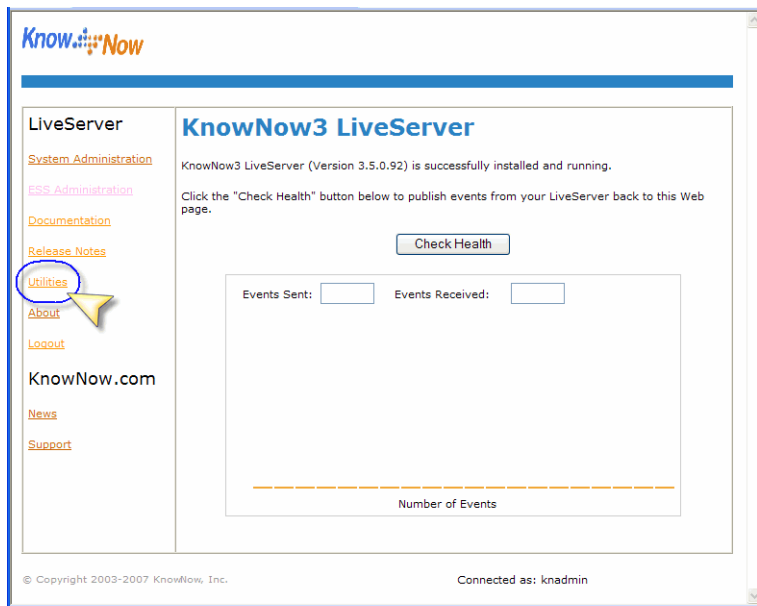 Know Now
LiveServer
System Administration
ESS Administration
Documentation
Release Notes
Utilities
About
Logout
KnowNow.com
News
Support
KnowNow3 LiveServer
KnowNow3 LiveServer (Version 3.5.0.92) is successfully installed and running.
Click the "Check Health" button below to publish events from your LiveServer back to this Web
page.
Check Health
Events Sent: Events Received:
Number of Events
© Copyright 2003-2007 KnowNow, Inc.
Connected as: knadmin